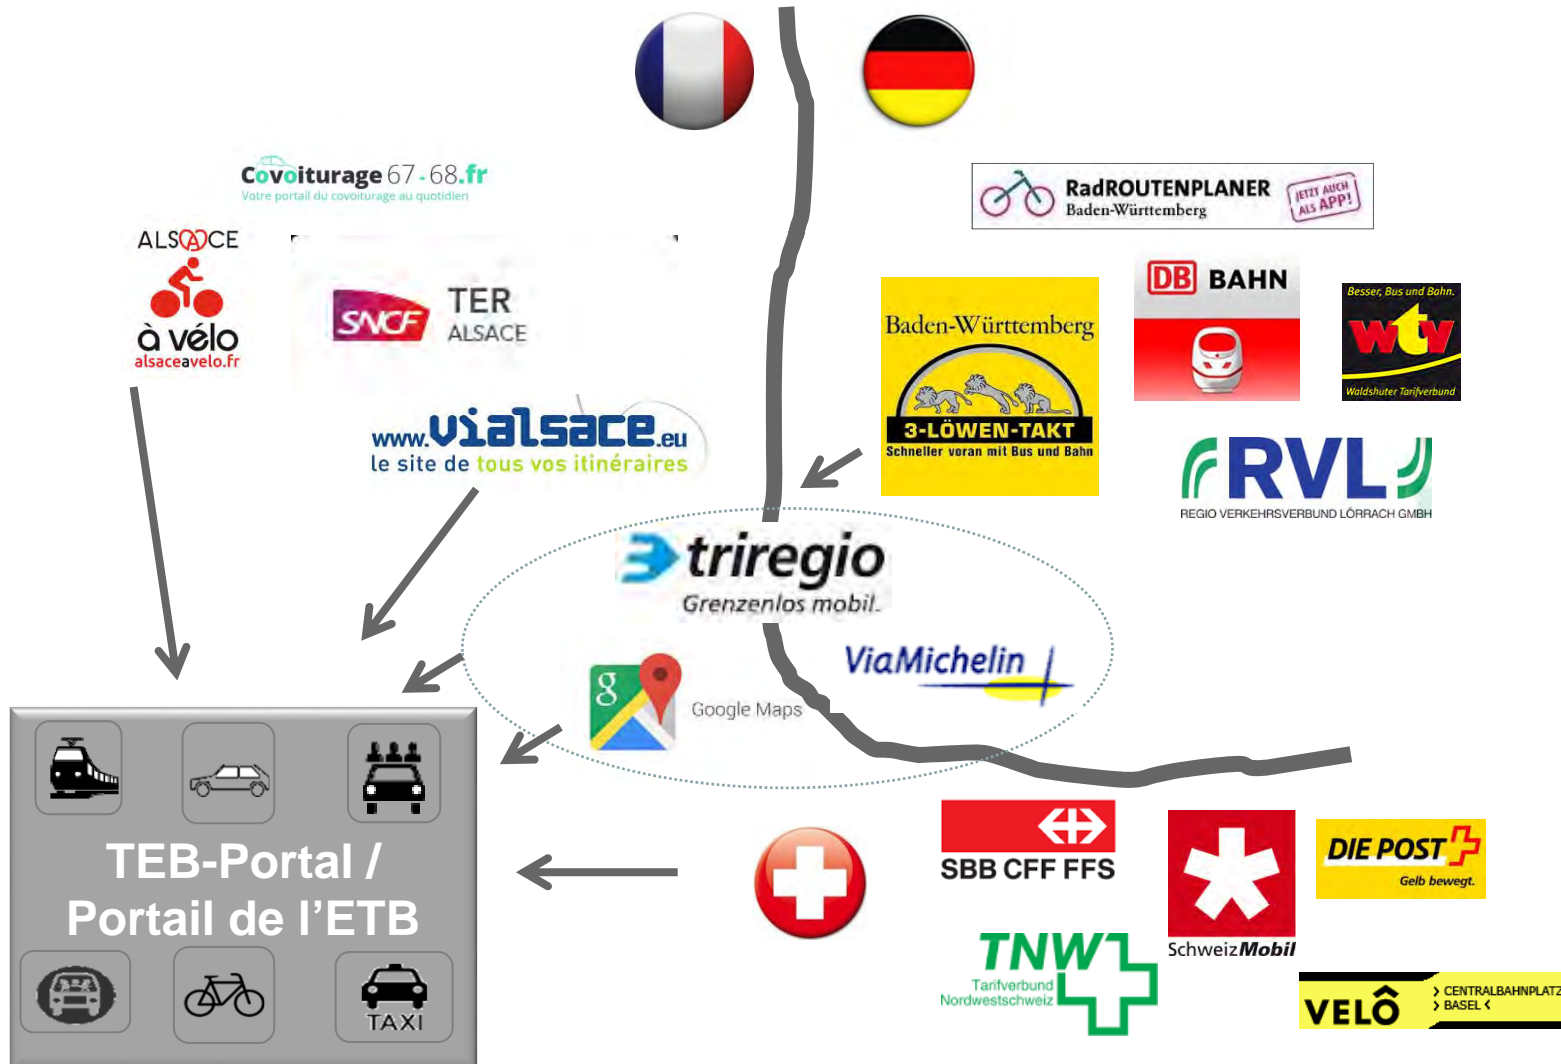 Covoiturage 67-68.fr
Votre portail du covoiturage au quotidien
ALSACE
à vélo
alsaceavelo.fr
SNCF
TER
ALSACE
www.vialsace.eu
le site de tous vos itinéraires
RadROUTENPLANER
Baden-Württemberg
JETZT AUCH
ALS APP!
Baden-Württemberg
3-LÖWEN-TAKT
Schneller voran mit Bus und Bahn
DB BAHN
Besser, Bus und Bahn.
wtv
Waldshuter Tarifverbund
RVL
REGIO VERKEHRSVERBUND LÖRRACH GMBH
triregio
Grenzenlos mobil.
g
Google Maps
ViaMichelin
TEB-Portal /
Portail de l'ETB
TAXI
SBB CFF FFS
SchweizMobil
DIE POST
Gelb bewegt.
TNW
Tarifverbund
Nordwestschweiz
VELÔ
> CENTRALBAHNPLATZ
> BASEL <